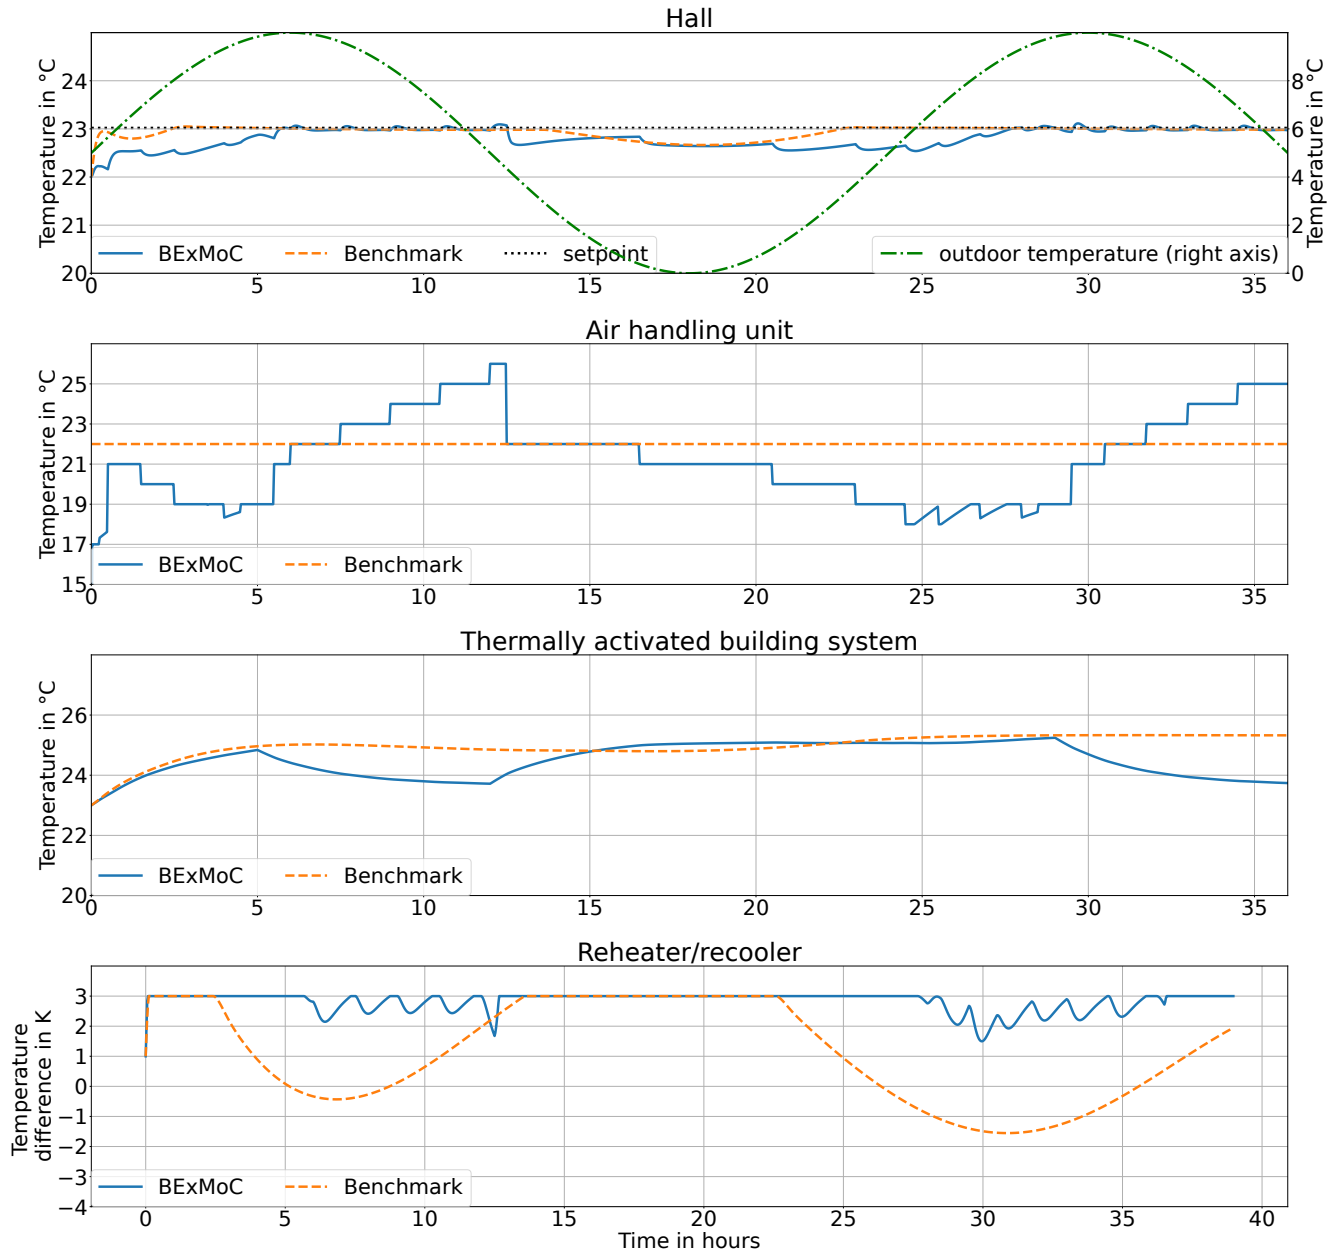 Hall
Temperature in °C
24
23
22
21
20
8
6
4
2
0
Temperature in °C
BExMoC
Benchmark
setpoint
outdoor temperature (right axis)
0 5 10 15 20 25 30 35
Air handling unit
Temperature in °C
25
23
21
19
17
15
BExMoC
Benchmark
0 5 10 15 20 25 30 35
Thermally activated building system
Temperature in °C
26
24
22
20
BExMoC
Benchmark
0 5 10 15 20 25 30 35
Reheater/recooler
Temperature
difference in K
3
2
1
0
−1
−2
−3
−4
BExMoC
Benchmark
0 5 10 15 20 25 30 35 40
Time in hours